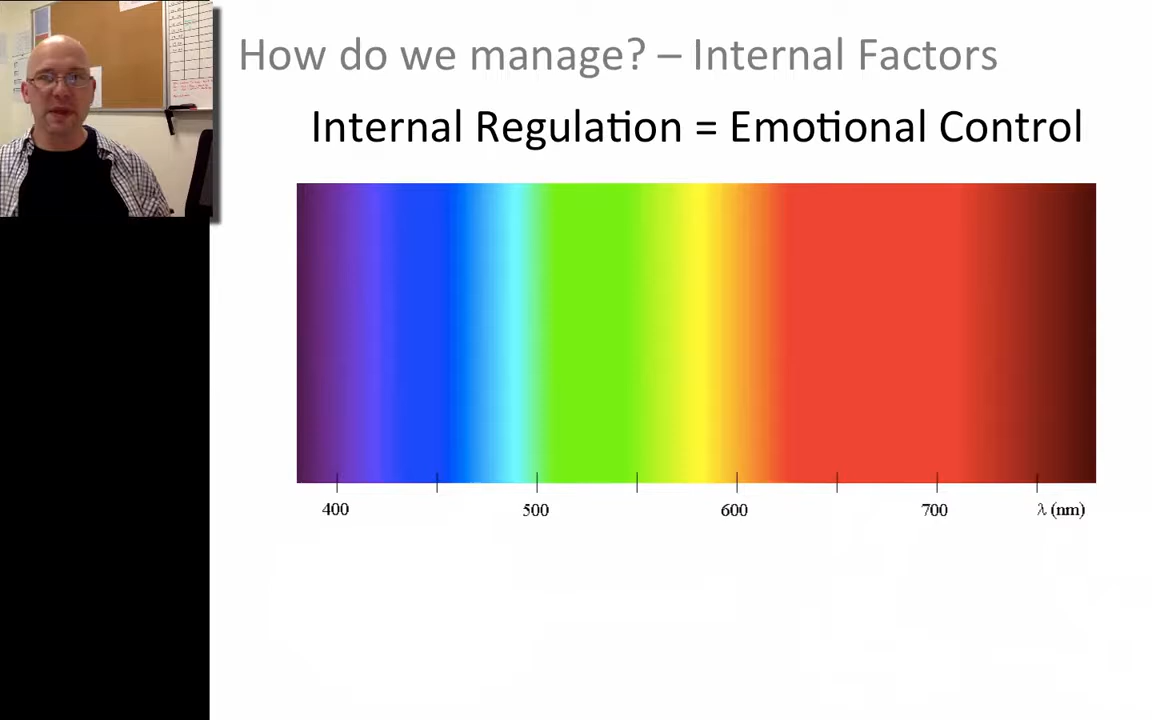 How do we manage? – Internal Factors
Internal Regulation = Emotional Control
400 500 600 700 λ (nm)